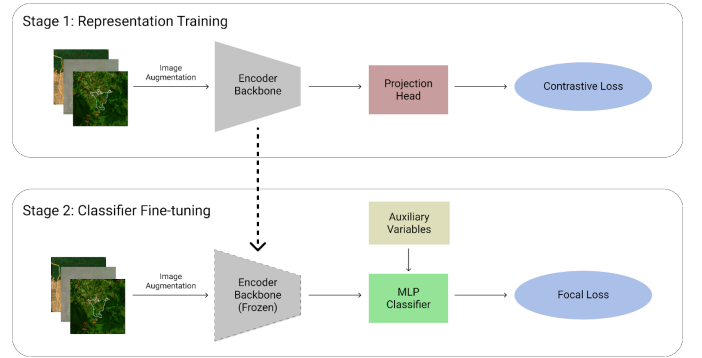 Stage 1: Representation Training
Image
Augmentation
Encoder
Backbone
Projection
Head
Contrastive Loss
Stage 2: Classifier Fine-tuning
Auxiliary
Variables
Image
Augmentation
Encoder
Backbone
(Frozen)
MLP
Classifier
Focal Loss